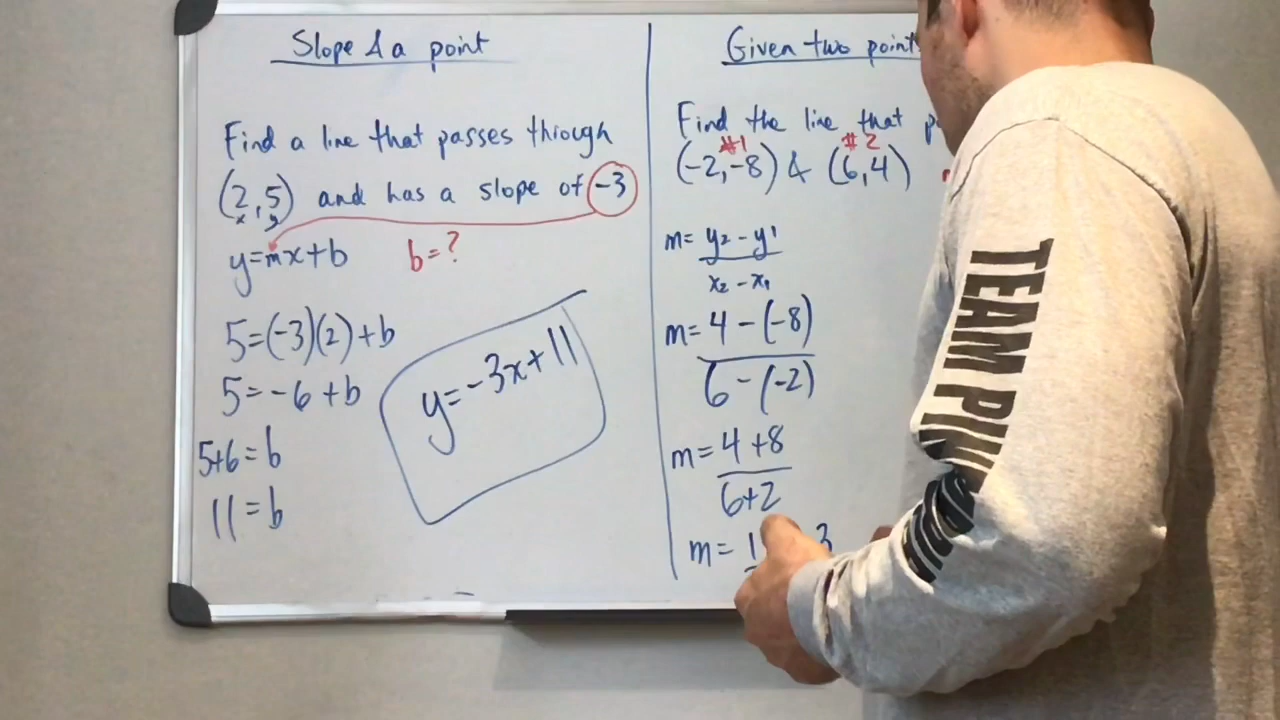 Slope & a point
Find a line that passes through
(2,5) and has a slope of -3
x, y
y=mx+b
b=?
5=(-3)(2)+b
5=-6+b
5+6=b
11=b
y=-3x+11
Given two point
Find the line that
#1 #2
(-2,-8) & (6,4)
m= y2-y1
x2-x1
m= 4-(-8)
6-(-2)
m= 4+8
6+2
m= 1 3
TEAM